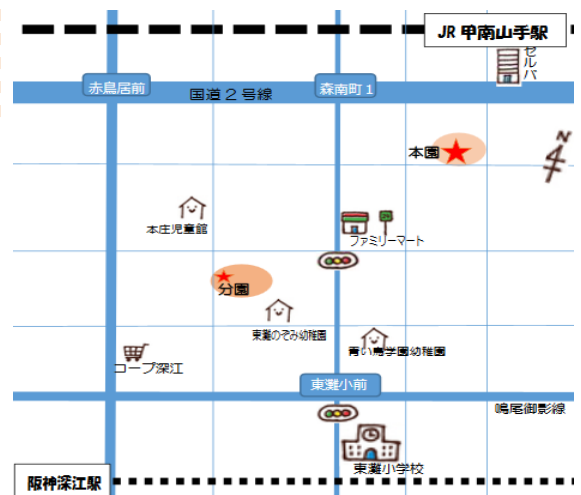 JR 甲南山手駅
セルバ
赤鳥居前
国道2号線
森南町1
N
本園
本庄児童館
ファミリーマート
分園
東灘のぞみ幼稚園
青い鳥学園幼稚園
コープ深江
東灘小前
鳴尾御影線
東灘小学校
阪神深江駅